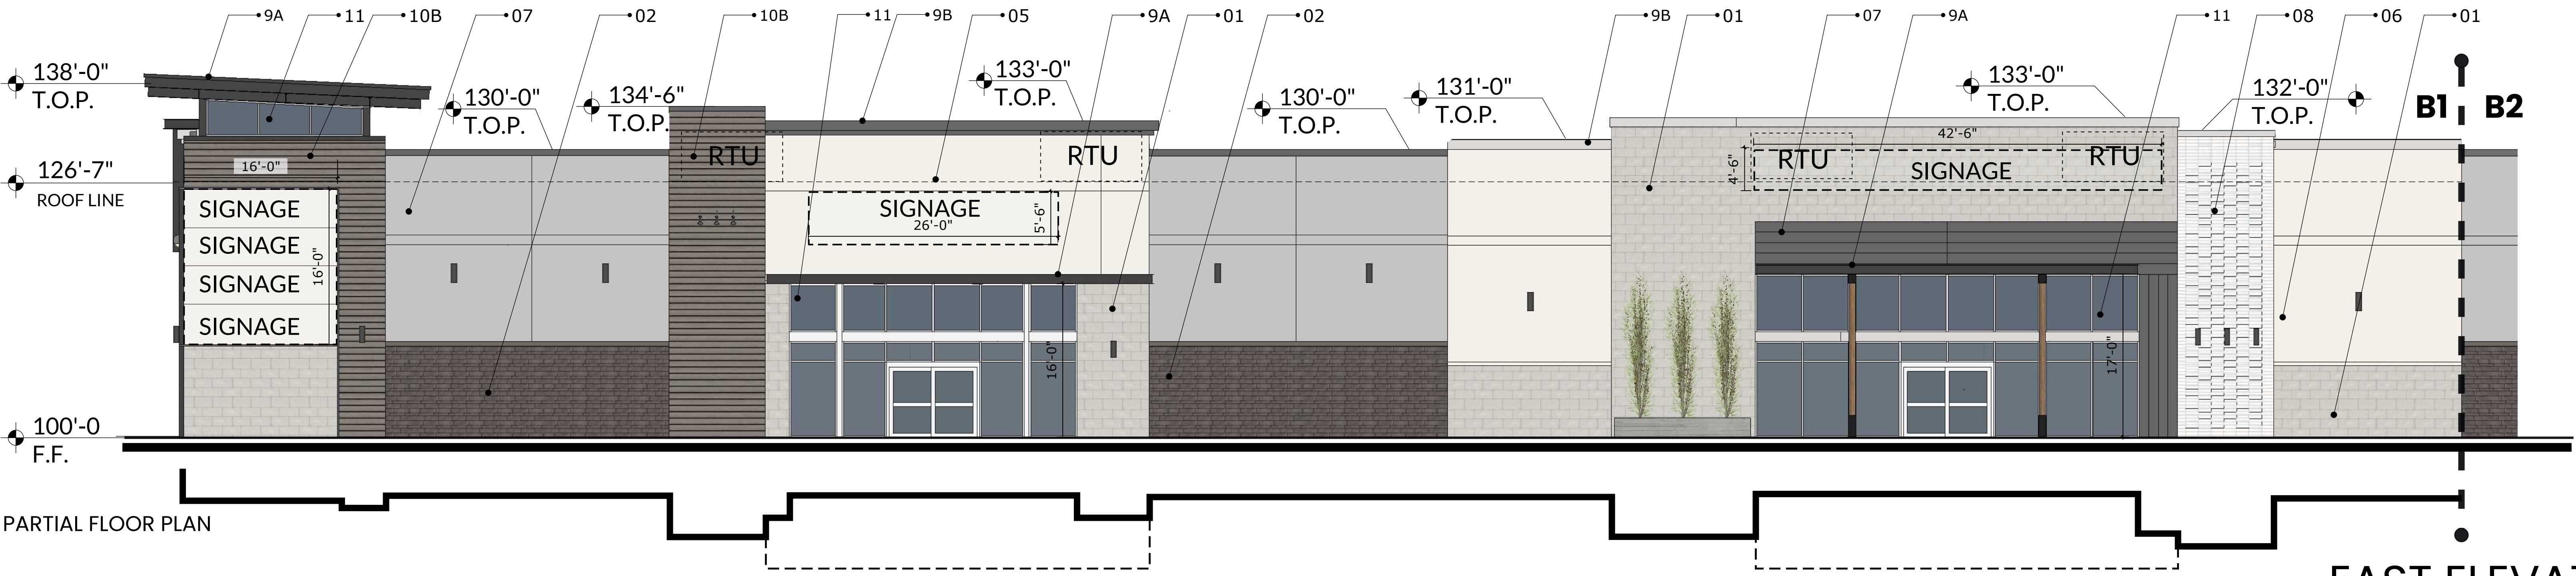 9A 11 10B 07 02 10B 11 9B 05 9A 01 02 9B 01 07 9A 11 08 06 01
138'-0"
T.O.P.
130'-0"
T.O.P.
134'-6"
T.O.P.
133'-0"
T.O.P.
130'-0"
T.O.P.
131'-0"
T.O.P.
133'-0"
T.O.P.
132'-0"
T.O.P.
B1 B2
126'-7"
ROOF LINE
16'-0"
RTU
RTU
42'-6"
RTU
RTU
4'-6"
SIGNAGE
SIGNAGE
SIGNAGE
SIGNAGE
SIGNAGE
16'-0"
SIGNAGE
26'-0"
5'-6"
16'-0"
17'-0"
100'-0
F.F.
PARTIAL FLOOR PLAN